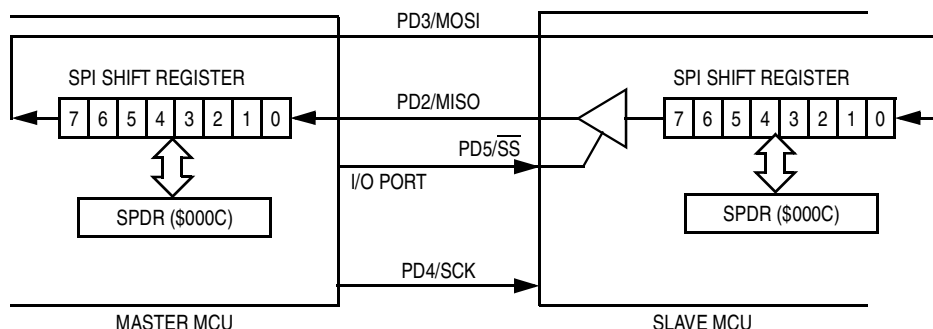 PD3/MOSI
SPI SHIFT REGISTER
SPI SHIFT REGISTER
7 6 5 4 3 2 1 0
PD2/MISO
7 6 5 4 3 2 1 0
PD5/S̅S̅
I/O PORT
SPDR ($000C)
SPDR ($000C)
PD4/SCK
MASTER MCU
SLAVE MCU